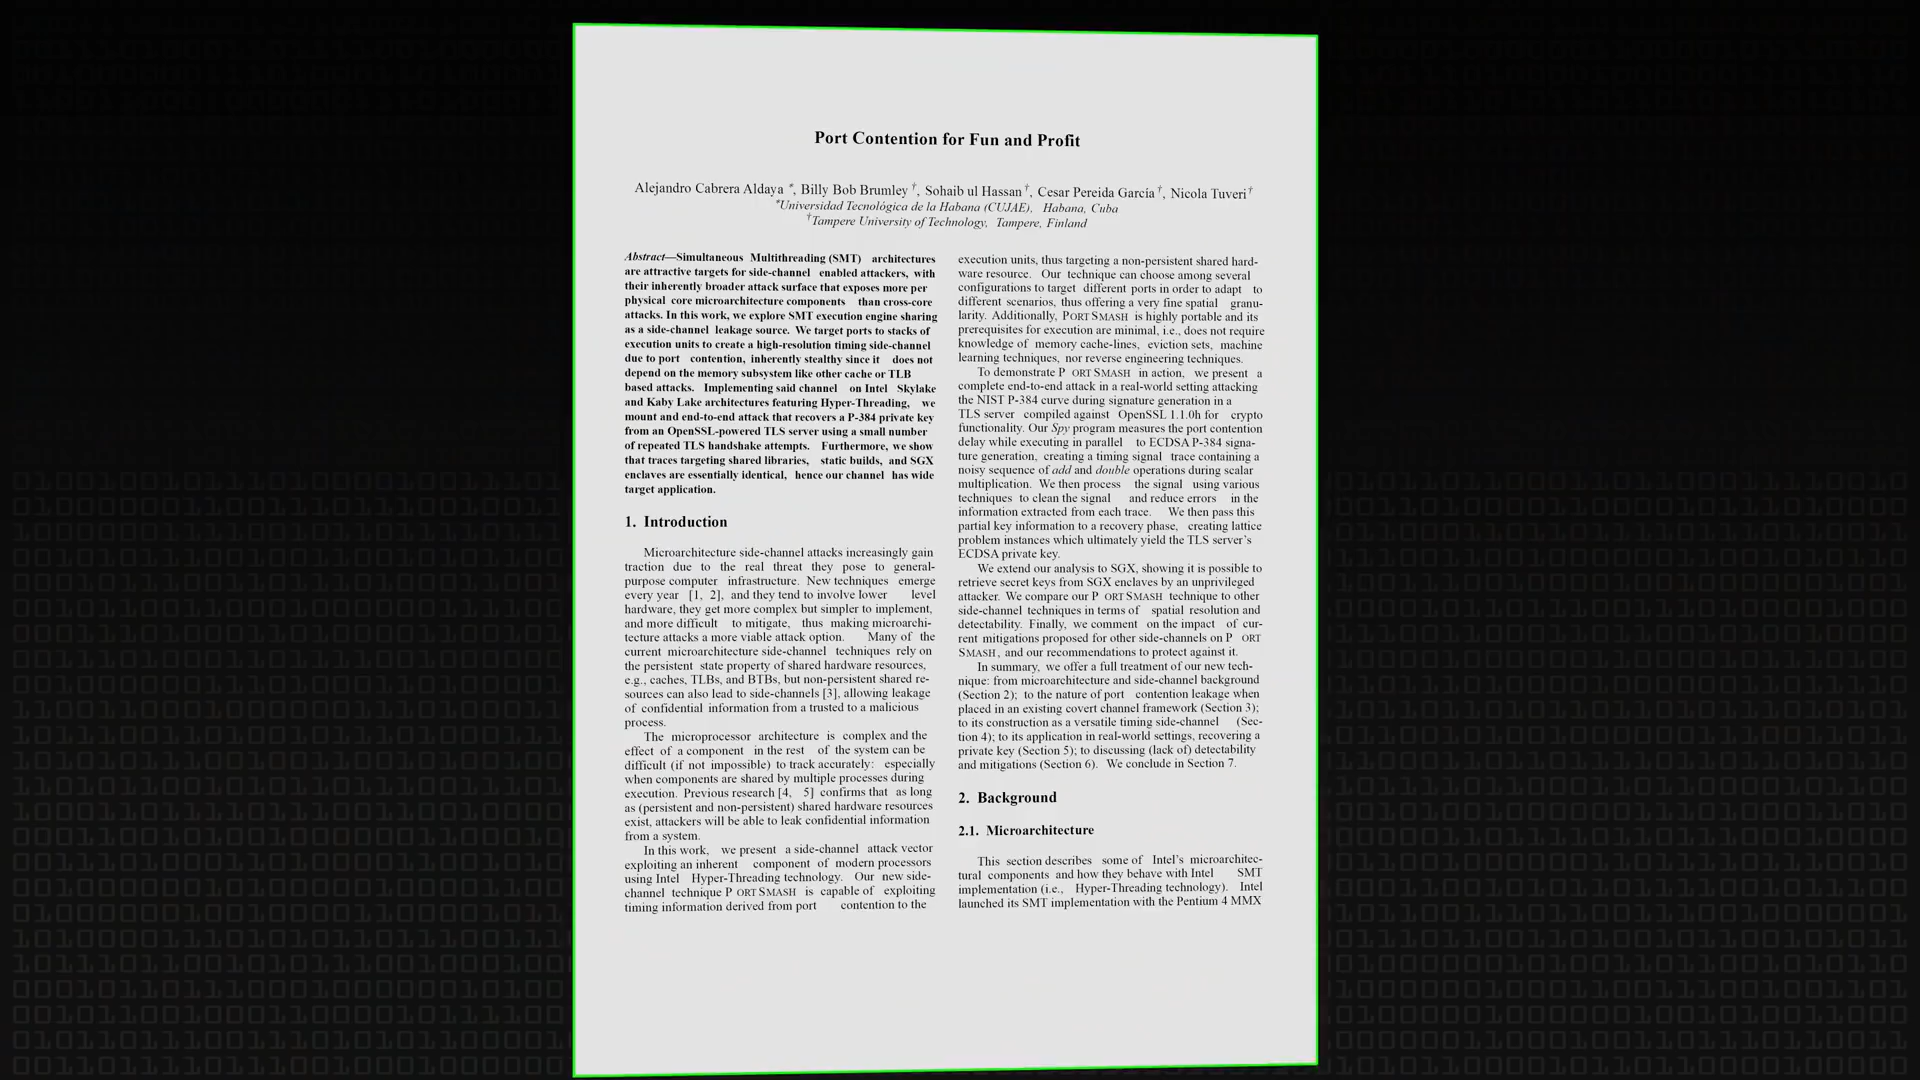 Port Contention for Fun and Profit
Alejandro Cabrera Aldaya *, Billy Bob Brumley †, Sohaib ul Hassan †, Cesar Pereida García †, Nicola Tuveri †
*Universidad Tecnológica de la Habana (CUJAE), Habana, Cuba
†Tampere University of Technology, Tampere, Finland
Abstract—Simultaneous Multithreading (SMT) architectures
are attractive targets for side-channel enabled attackers, with
their inherently broader attack surface that exposes more per
physical core microarchitecture components than cross-core
attacks. In this work, we explore SMT execution engine sharing
as a side-channel leakage source. We target ports to stacks of
execution units to create a high-resolution timing side-channel
due to port contention, inherently stealthy since it does not
depend on the memory subsystem like other cache or TLB
based attacks. Implementing said channel on Intel Skylake
and Kaby Lake architectures featuring Hyper-Threading, we
mount and end-to-end attack that recovers a P-384 private key
from an OpenSSL-powered TLS server using a small number
of repeated TLS handshake attempts. Furthermore, we show
that traces targeting shared libraries, static builds, and SGX
enclaves are essentially identical, hence our channel has wide
target application.
1. Introduction
Microarchitecture side-channel attacks increasingly gain
traction due to the real threat they pose to general-
purpose computer infrastructure. New techniques emerge
every year [1, 2], and they tend to involve lower level
hardware, they get more complex but simpler to implement,
and more difficult to mitigate, thus making microarchi-
tecture attacks a more viable attack option. Many of the
current microarchitecture side-channel techniques rely on
the persistent state property of shared hardware resources,
e.g., caches, TLBs, and BTBs, but non-persistent shared re-
sources can also lead to side-channels [3], allowing leakage
of confidential information from a trusted to a malicious
process.
The microprocessor architecture is complex and the
effect of a component in the rest of the system can be
difficult (if not impossible) to track accurately: especially
when components are shared by multiple processes during
execution. Previous research [4, 5] confirms that as long
as (persistent and non-persistent) shared hardware resources
exist, attackers will be able to leak confidential information
from a system.
In this work, we present a side-channel attack vector
exploiting an inherent component of modern processors
using Intel Hyper-Threading technology. Our new side-
channel technique P ORT SMASH is capable of exploiting
timing information derived from port contention to the
execution units, thus targeting a non-persistent shared hard-
ware resource. Our technique can choose among several
configurations to target different ports in order to adapt to
different scenarios, thus offering a very fine spatial granu-
larity. Additionally, PORT SMASH is highly portable and its
prerequisites for execution are minimal, i.e., does not require
knowledge of memory cache-lines, eviction sets, machine
learning techniques, nor reverse engineering techniques.
To demonstrate P ORT SMASH in action, we present a
complete end-to-end attack in a real-world setting attacking
the NIST P-384 curve during signature generation in a
TLS server compiled against OpenSSL 1.1.0h for crypto
functionality. Our Spy program measures the port contention
delay while executing in parallel to ECDSA P-384 signa-
ture generation, creating a timing signal trace containing a
noisy sequence of add and double operations during scalar
multiplication. We then process the signal using various
techniques to clean the signal and reduce errors in the
information extracted from each trace. We then pass this
partial key information to a recovery phase, creating lattice
problem instances which ultimately yield the TLS server's
ECDSA private key.
We extend our analysis to SGX, showing it is possible to
retrieve secret keys from SGX enclaves by an unprivileged
attacker. We compare our P ORT SMASH technique to other
side-channel techniques in terms of spatial resolution and
detectability. Finally, we comment on the impact of cur-
rent mitigations proposed for other side-channels on P ORT
SMASH, and our recommendations to protect against it.
In summary, we offer a full treatment of our new tech-
nique: from microarchitecture and side-channel background
(Section 2); to the nature of port contention leakage when
placed in an existing covert channel framework (Section 3);
to its construction as a versatile timing side-channel (Sec-
tion 4); to its application in real-world settings, recovering a
private key (Section 5); to discussing (lack of) detectability
and mitigations (Section 6). We conclude in Section 7.
2. Background
2.1. Microarchitecture
This section describes some of Intel's microarchitec-
tural components and how they behave with Intel SMT
implementation (i.e., Hyper-Threading technology). Intel
launched its SMT implementation with the Pentium 4 MMX